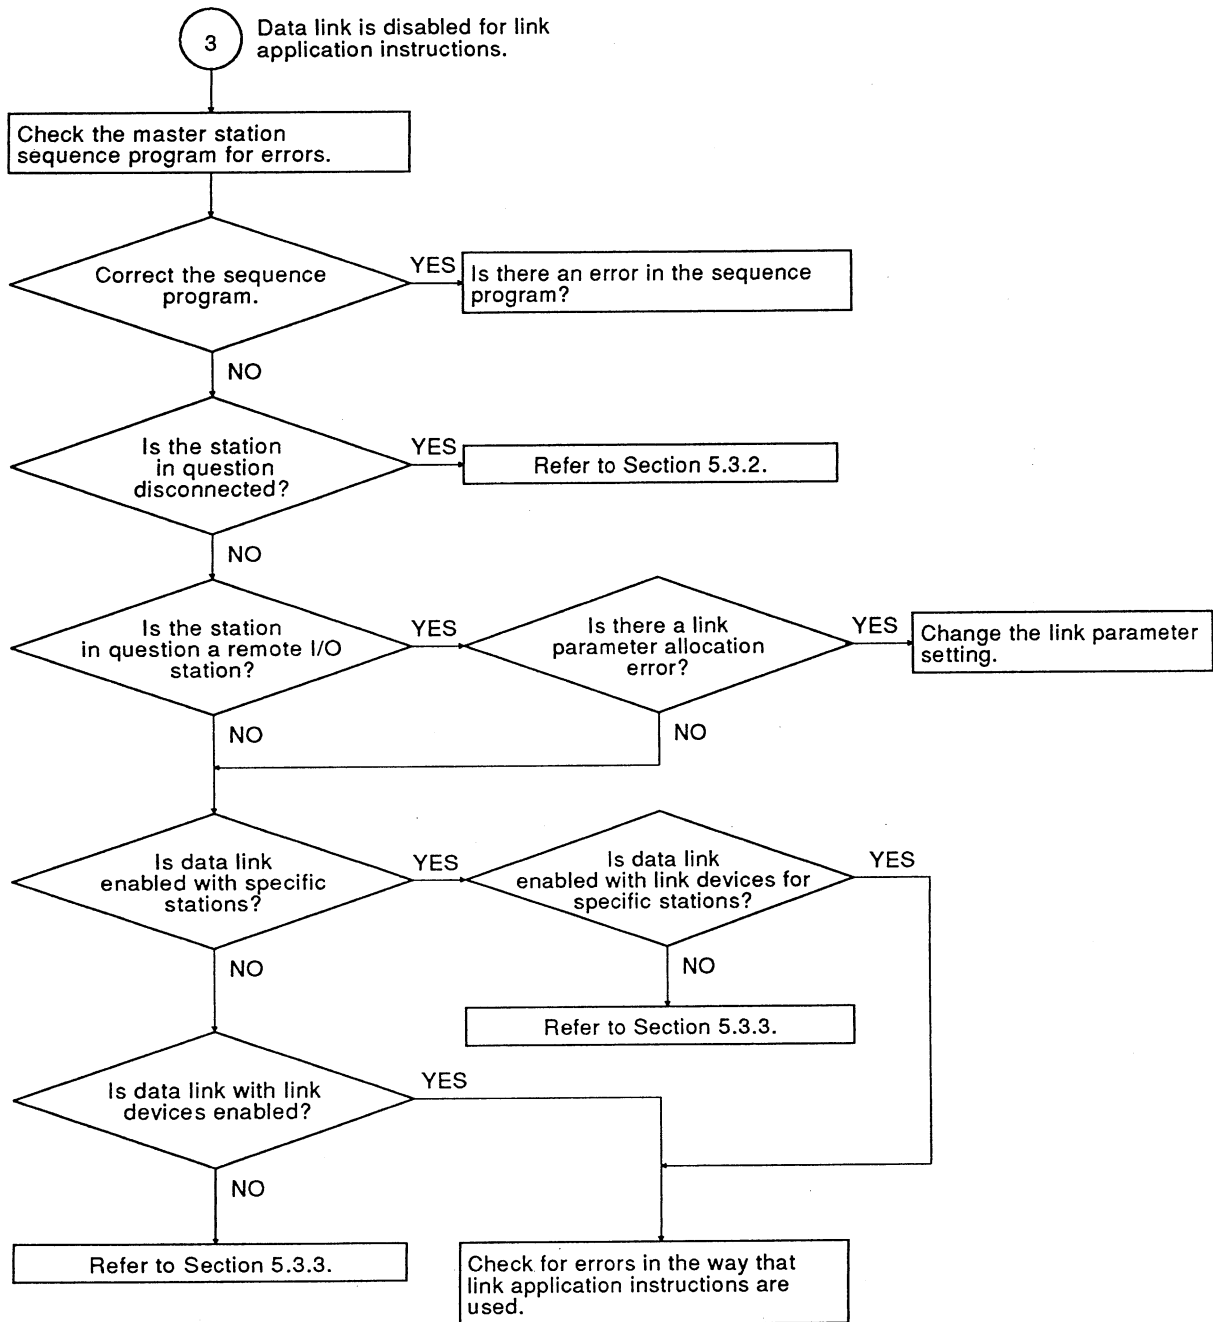 3
Data link is disabled for link
application instructions.
Check the master station
sequence program for errors.
Correct the sequence
program.
YES
Is there an error in the sequence
program?
NO
Is the station
in question
disconnected?
YES
Refer to Section 5.3.2.
NO
Is the station
in question a remote I/O
station?
YES
Is there a link
parameter allocation
error?
YES
Change the link parameter
setting.
NO
NO
Is data link
enabled with specific
stations?
YES
Is data link
enabled with link devices for
specific stations?
YES
NO
NO
Refer to Section 5.3.3.
Is data link with link
devices enabled?
YES
NO
Refer to Section 5.3.3.
Check for errors in the way that
link application instructions are
used.